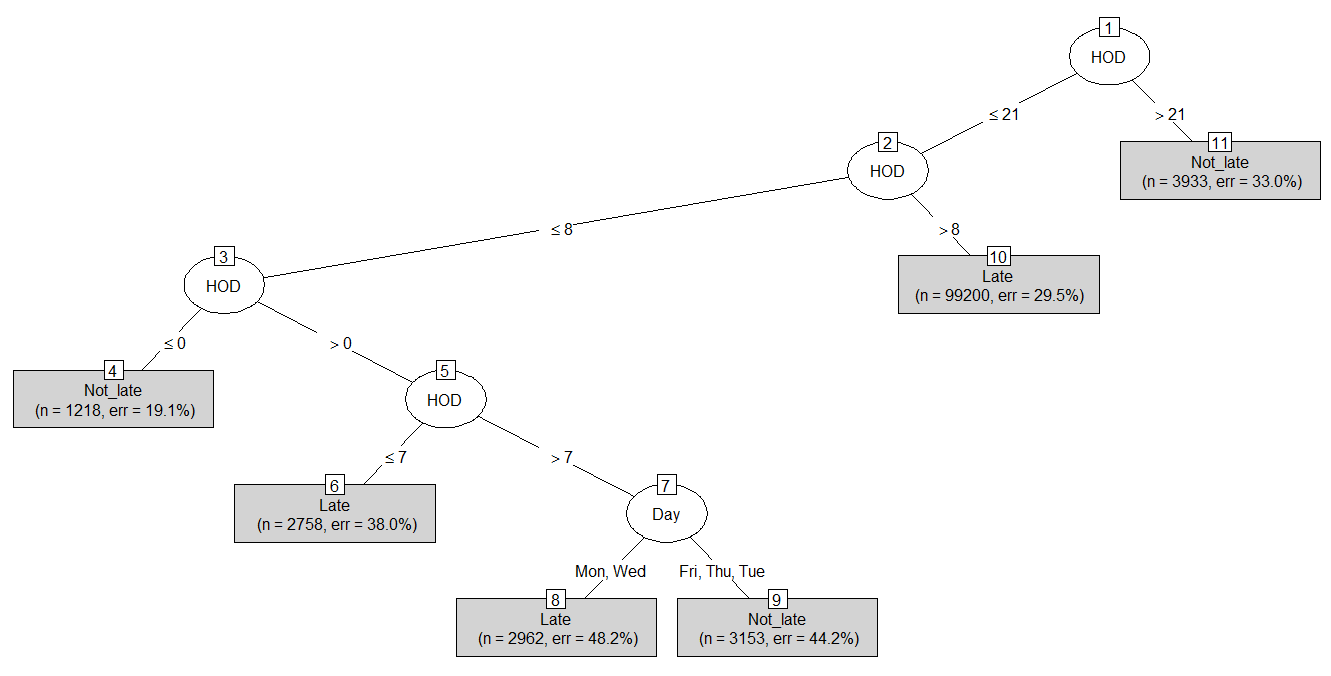 1
HOD
≤ 21
> 21
2
HOD
11
Not_late
(n = 3933, err = 33.0%)
≤ 8
> 8
3
HOD
10
Late
(n = 99200, err = 29.5%)
≤ 0
> 0
4
Not_late
(n = 1218, err = 19.1%)
5
HOD
≤ 7
> 7
6
Late
(n = 2758, err = 38.0%)
7
Day
Mon, Wed
Fri, Thu, Tue
8
Late
(n = 2962, err = 48.2%)
9
Not_late
(n = 3153, err = 44.2%)